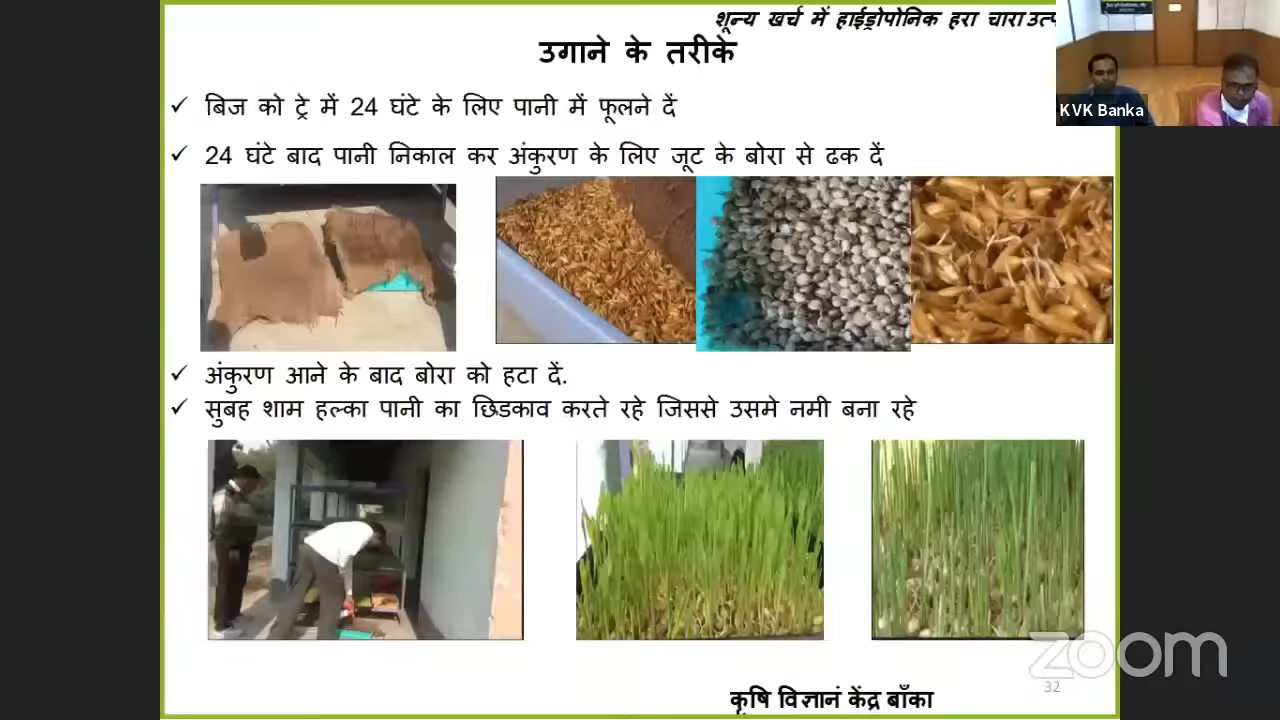 शून्य खर्च में हाईड्रोपोनिक हरा चारा
उगाने के तरीके
KVK Banka
✓ बिज को ट्रे में 24 घंटे के लिए पानी में फूलने दें
✓ 24 घंटे बाद पानी निकाल कर अंकुरण के लिए जूट के बोरा से ढक दें
✓ अंकुरण आने के बाद बोरा को हटा दें.
✓ सुबह शाम हल्का पानी का छिडकाव करते रहे जिससे उसमे नमी बना रहे
zoom
32
कृषि विज्ञानं केंद्र बाँका